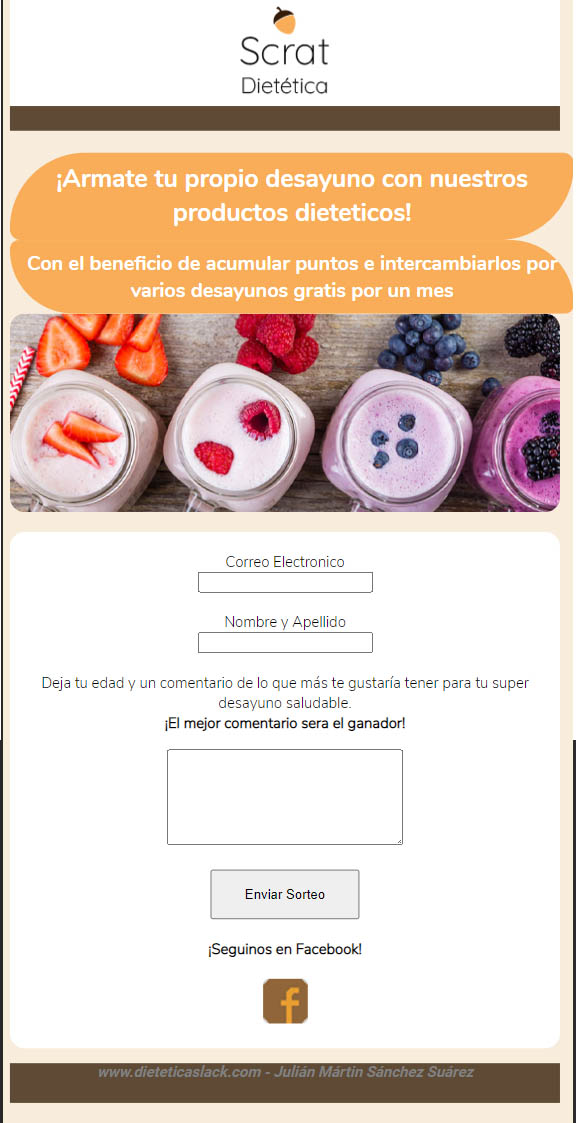 Scrat
Dietética
¡Armate tu propio desayuno con nuestros
productos dieteticos!
Con el beneficio de acumular puntos e intercambiarlos por
varios desayunos gratis por un mes
Correo Electronico
Nombre y Apellido
Deja tu edad y un comentario de lo que más te gustaría tener para tu super
desayuno saludable.
¡El mejor comentario sera el ganador!
Enviar Sorteo
¡Seguinos en Facebook!
f
www.dieteticaslack.com - Julián Mártin Sánchez Suárez